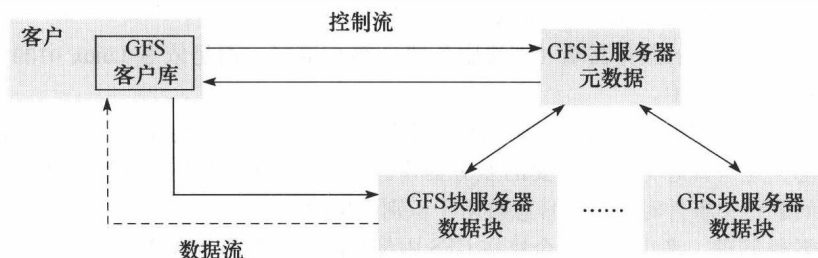 控制流
客户
GFS
客户库
GFS主服务器
元数据
GFS块服务器
数据块
……
GFS块服务器
数据块
数据流